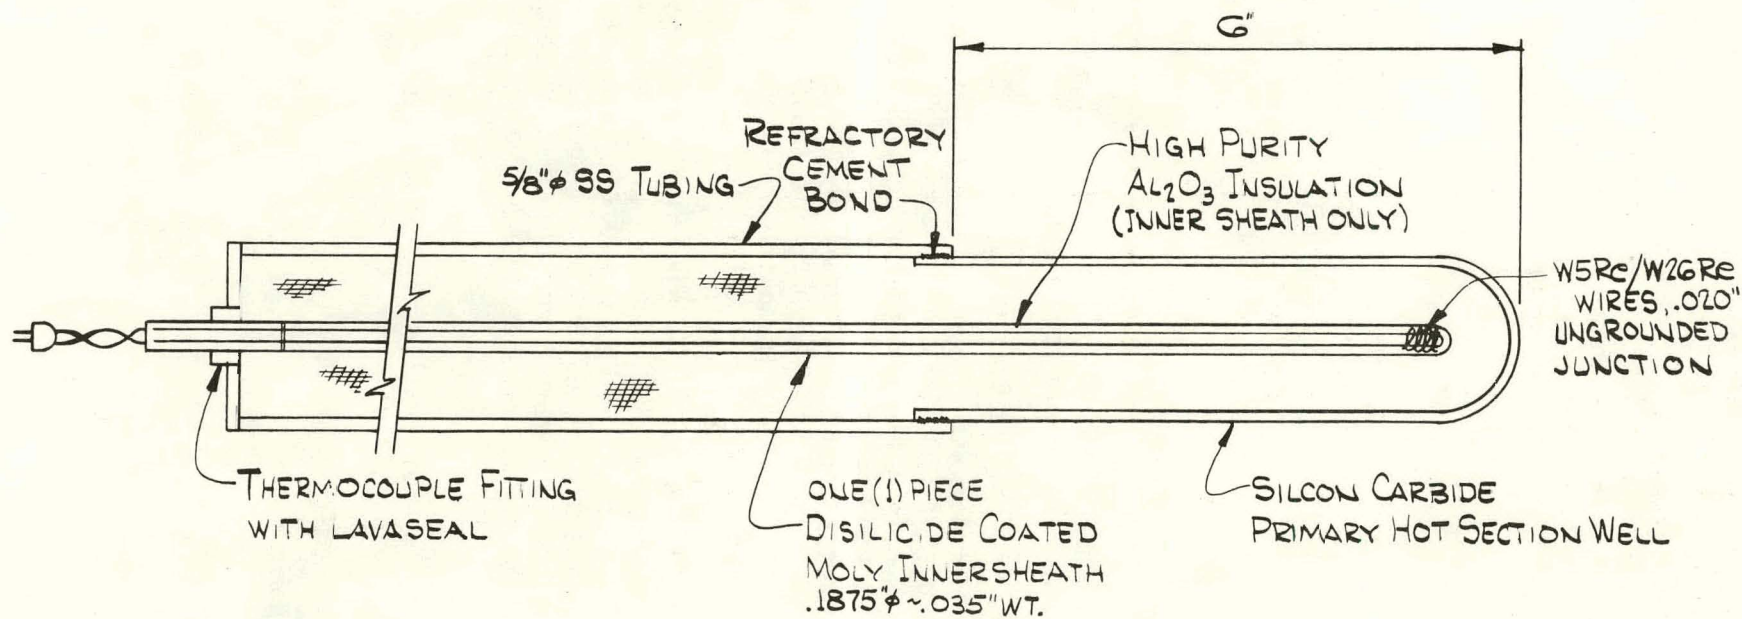 6"
REFRACTORY
CEMENT
BOND
5/8"φ SS TUBING
HIGH PURITY
AL₂O₃ INSULATION
(INNER SHEATH ONLY)
W5Re/W26Re
WIRES, .020"
UNGROUNDED
JUNCTION
THERMOCOUPLE FITTING
WITH LAVASEAL
ONE (1) PIECE
DISILICIDE COATED
MOLY INNERSHEATH
.1875"φ ~ .035" WT.
SILCON CARBIDE
PRIMARY HOT SECTION WELL